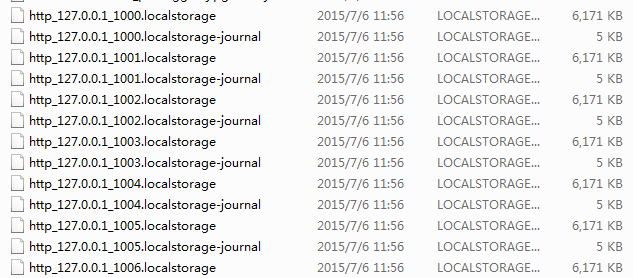 http_127.0.0.1_1000.localstorage 2015/7/6 11:56 LOCALSTORAGE... 6,171 KB
http_127.0.0.1_1000.localstorage-journal 2015/7/6 11:56 LOCALSTORAGE... 5 KB
http_127.0.0.1_1001.localstorage 2015/7/6 11:56 LOCALSTORAGE... 6,171 KB
http_127.0.0.1_1001.localstorage-journal 2015/7/6 11:56 LOCALSTORAGE... 5 KB
http_127.0.0.1_1002.localstorage 2015/7/6 11:56 LOCALSTORAGE... 6,171 KB
http_127.0.0.1_1002.localstorage-journal 2015/7/6 11:56 LOCALSTORAGE... 5 KB
http_127.0.0.1_1003.localstorage 2015/7/6 11:56 LOCALSTORAGE... 6,171 KB
http_127.0.0.1_1003.localstorage-journal 2015/7/6 11:56 LOCALSTORAGE... 5 KB
http_127.0.0.1_1004.localstorage 2015/7/6 11:56 LOCALSTORAGE... 6,171 KB
http_127.0.0.1_1004.localstorage-journal 2015/7/6 11:56 LOCALSTORAGE... 5 KB
http_127.0.0.1_1005.localstorage 2015/7/6 11:56 LOCALSTORAGE... 6,171 KB
http_127.0.0.1_1005.localstorage-journal 2015/7/6 11:56 LOCALSTORAGE... 5 KB
http_127.0.0.1_1006.localstorage 2015/7/6 11:56 LOCALSTORAGE... 6,171 KB